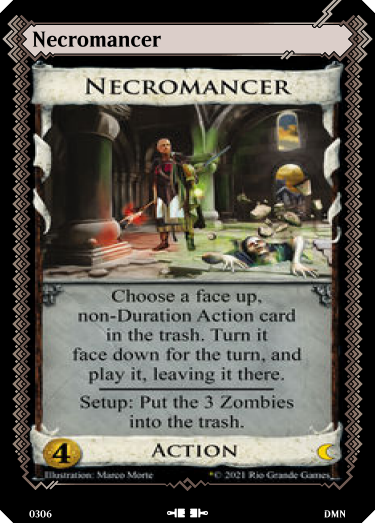 Necromancer
NECROMANCER
Choose a face up,
non-Duration Action card
in the trash. Turn it
face down for the turn, and
play it, leaving it there.
Setup: Put the 3 Zombies
into the trash.
4
ACTION
Illustration: Marco Morte
*© 2021 Rio Grande Games
0306
DMN